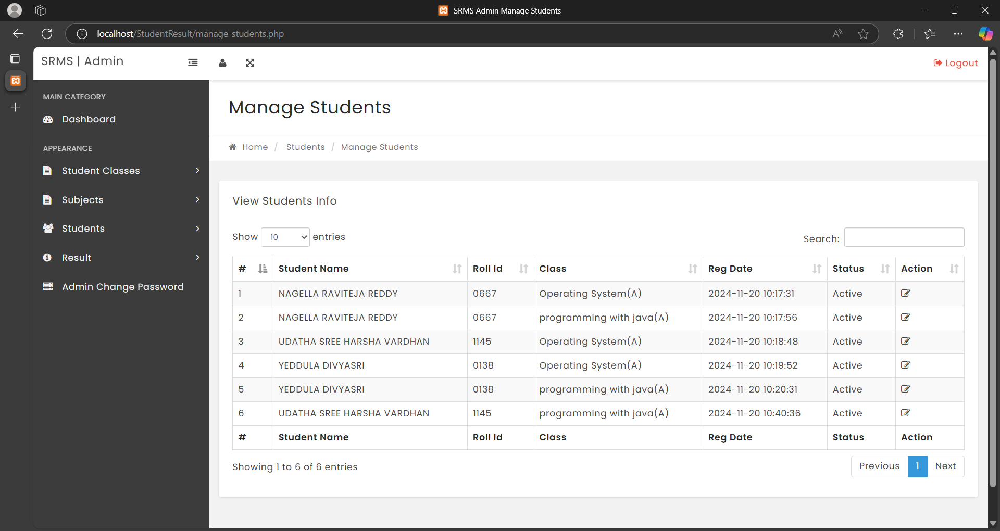 SRMS Admin Manage Students
localhost/StudentResult/manage-students.php
SRMS | Admin
Logout
MAIN CATEGORY
Dashboard
APPEARANCE
Student Classes
Subjects
Students
Result
Admin Change Password
Manage Students
Home / Students / Manage Students
View Students Info
Show 10 entries
Search:
# Student Name Roll Id Class Reg Date Status Action
1 NAGELLA RAVITEJA REDDY 0667 Operating System(A) 2024-11-20 10:17:31 Active
2 NAGELLA RAVITEJA REDDY 0667 programming with java(A) 2024-11-20 10:17:56 Active
3 UDATHA SREE HARSHA VARDHAN 1145 Operating System(A) 2024-11-20 10:18:48 Active
4 YEDDULA DIVYASRI 0138 Operating System(A) 2024-11-20 10:19:52 Active
5 YEDDULA DIVYASRI 0138 programming with java(A) 2024-11-20 10:20:31 Active
6 UDATHA SREE HARSHA VARDHAN 1145 programming with java(A) 2024-11-20 10:40:36 Active
# Student Name Roll Id Class Reg Date Status Action
Showing 1 to 6 of 6 entries
Previous 1 Next